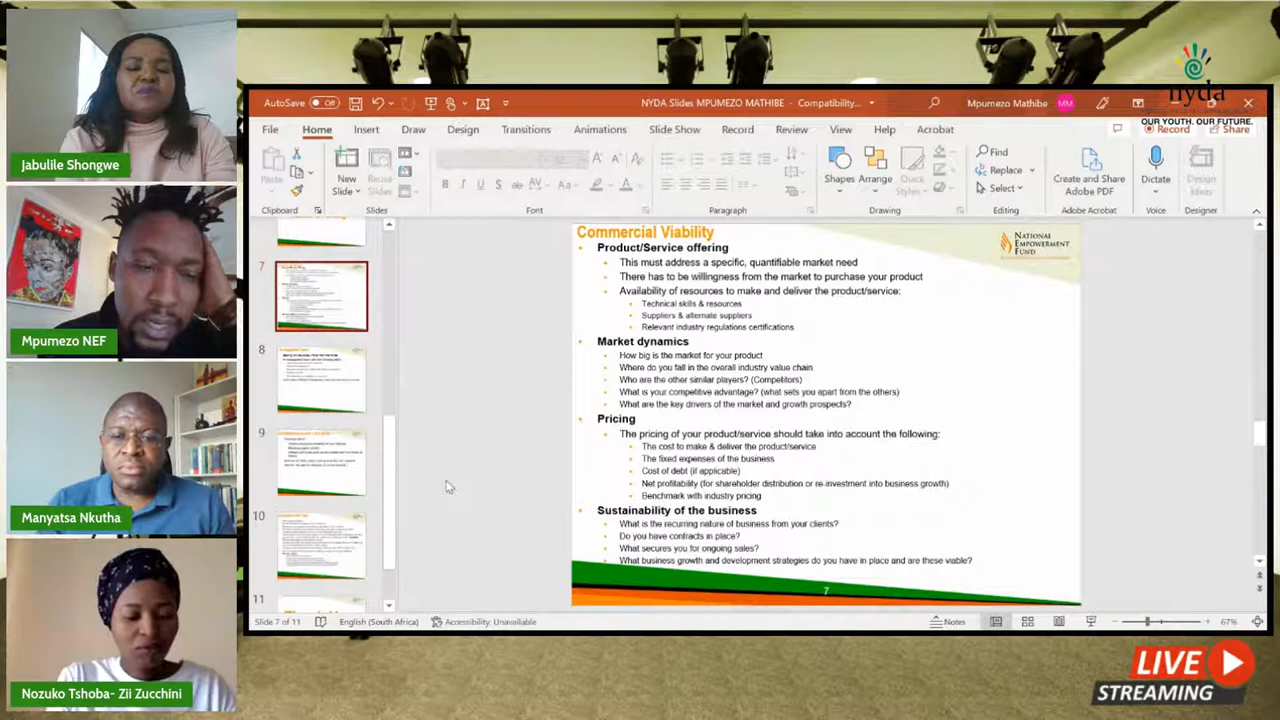 Jabulile Shongwe
Mpumezo NEF
Manyatsa Nkutha
Nozuko Tshoba- Zii Zucchini
nyda
OUR YOUTH. OUR FUTURE.
AutoSave Off
NYDA Slides MPUMEZO MATHIBE - Compatibility...
Mpumezo Mathibe MM
File Home Insert Draw Design Transitions Animations Slide Show Record Review View Help Acrobat
Record Share
Paste
New
Slide
Reuse
Slides
Shapes Arrange Quick
Styles
Find
Replace
Select
Create and Share
Adobe PDF
Dictate
Design
Ideas
Clipboard Slides Font Paragraph Drawing Editing Adobe Acrobat Voice Designer
7
8
9
10
11
Commercial Viability
NATIONAL
EMPOWERMENT
FUND
Product/Service offering
This must address a specific, quantifiable market need
There has to be willingness from the market to purchase your product
Availability of resources to make and deliver the product/service:
Technical skills & resources
Suppliers & alternate suppliers
Relevant industry regulations certifications
Market dynamics
How big is the market for your product
Where do you fall in the overall industry value chain
Who are the other similar players? (Competitors)
What is your competitive advantage? (what sets you apart from the others)
What are the key drivers of the market and growth prospects?
Pricing
The pricing of your product/service should take into account the following:
The cost to make & deliver the product/service
The fixed expenses of the business
Cost of debt (if applicable)
Net profitability (for shareholder distribution or re-investment into business growth)
Benchmark with industry pricing
Sustainability of the business
What is the recurring nature of business from your clients?
Do you have contracts in place?
What secures you for ongoing sales?
What business growth and development strategies do you have in place and are these viable?
7
Slide 7 of 11 English (South Africa) Accessibility: Unavailable
Notes 67%
LIVE
STREAMING